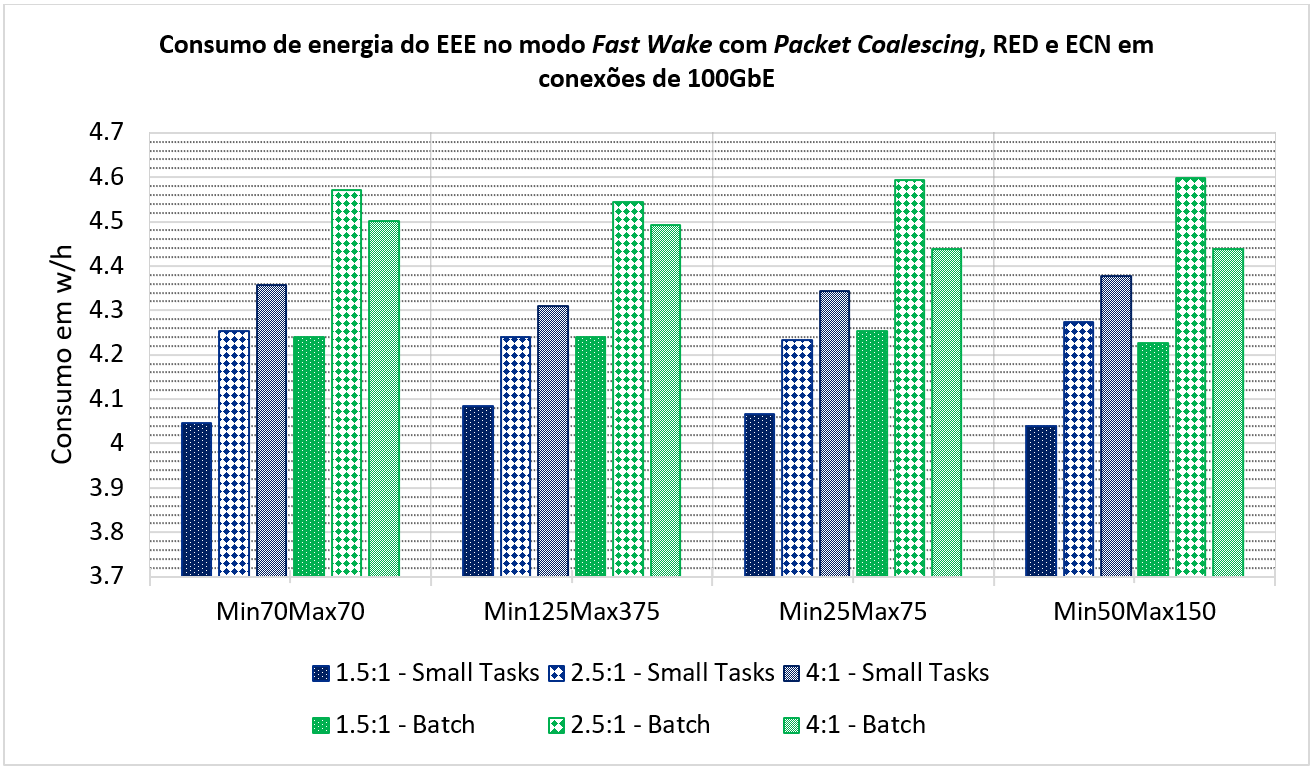 Consumo de energia do EEE no modo Fast Wake com Packet Coalescing, RED e ECN em
conexões de 100GbE
4.7
4.6
4.5
4.4
4.3
4.2
4.1
4
3.9
3.8
3.7
Consumo em w/h
Min70Max70 Min125Max375 Min25Max75 Min50Max150
1.5:1 - Small Tasks 2.5:1 - Small Tasks 4:1 - Small Tasks
1.5:1 - Batch 2.5:1 - Batch 4:1 - Batch